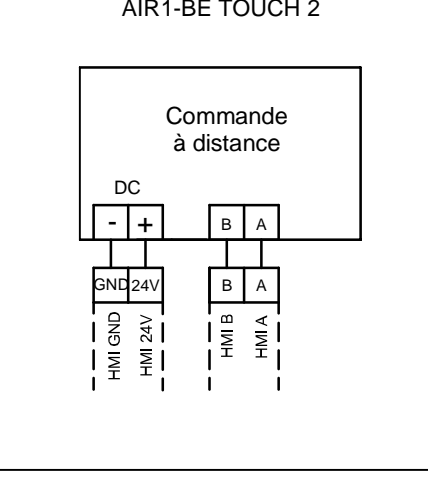 AIR1-BE TOUCH 2
Commande
à distance
DC
- + B A
GND 24V B A
HMI GND
HMI 24V
HMI B
HMI A